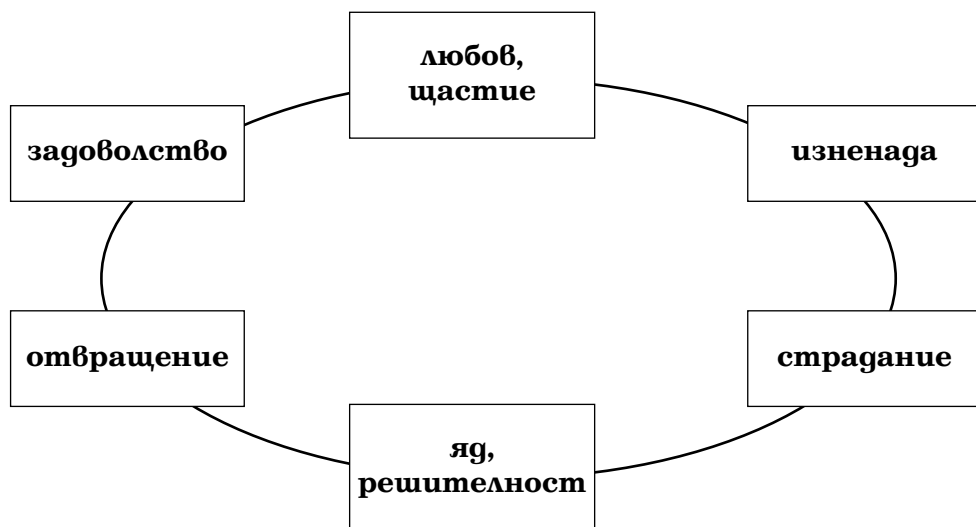 любов,
щастие
задоволство
изненада
отвращение
страдание
яд,
решителност